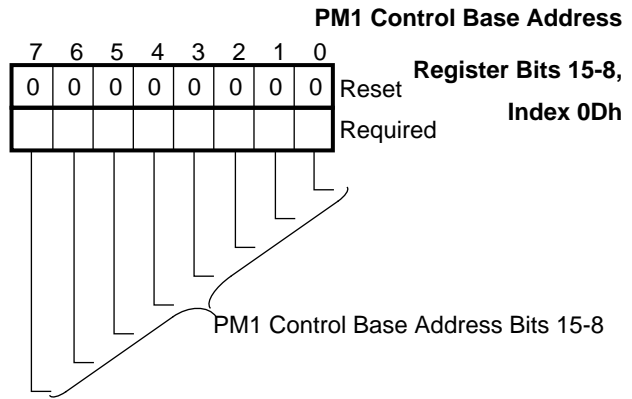 PM1 Control Base Address
Register Bits 15-8,
Index 0Dh
7 6 5 4 3 2 1 0
0 0 0 0 0 0 0 0 Reset
Required
PM1 Control Base Address Bits 15-8